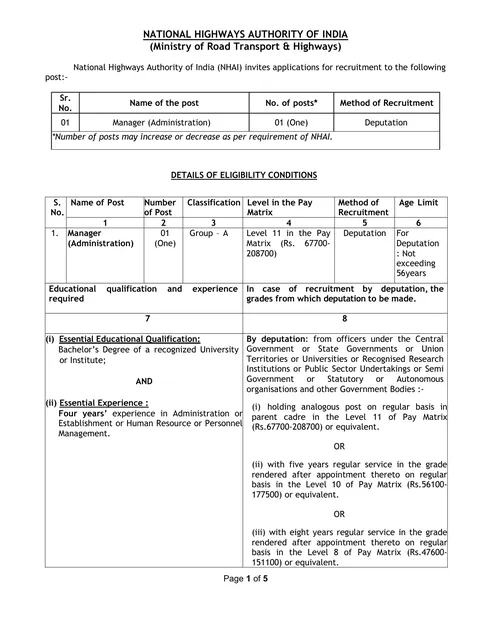 NATIONAL HIGHWAYS AUTHORITY OF INDIA
(Ministry of Road Transport & Highways)
National Highways Authority of India (NHAI) invites applications for recruitment to the following
post:-
Sr. No. Name of the post No. of posts* Method of Recruitment
01 Manager (Administration) 01 (One) Deputation
*Number of posts may increase or decrease as per requirement of NHAI.
DETAILS OF ELIGIBILITY CONDITIONS
S. No. Name of Post Number of Post Classification Level in the Pay Matrix Method of Recruitment Age Limit
1 2 3 4 5 6
1. Manager (Administration) 01 (One) Group – A Level 11 in the Pay Matrix (Rs. 67700-208700) Deputation For Deputation : Not exceeding 56years
Educational qualification and experience required
In case of recruitment by deputation, the grades from which deputation to be made.
7 8
(i) Essential Educational Qualification:
Bachelor's Degree of a recognized University
or Institute;
AND
(ii) Essential Experience :
Four years' experience in Administration or
Establishment or Human Resource or Personnel
Management.
By deputation: from officers under the Central
Government or State Governments or Union
Territories or Universities or Recognised Research
Institutions or Public Sector Undertakings or Semi
Government or Statutory or Autonomous
organisations and other Government Bodies :-
(i) holding analogous post on regular basis in
parent cadre in the Level 11 of Pay Matrix
(Rs.67700-208700) or equivalent.
OR
(ii) with five years regular service in the grade
rendered after appointment thereto on regular
basis in the Level 10 of Pay Matrix (Rs.56100-
177500) or equivalent.
OR
(iii) with eight years regular service in the grade
rendered after appointment thereto on regular
basis in the Level 8 of Pay Matrix (Rs.47600-
151100) or equivalent.
Page 1 of 5